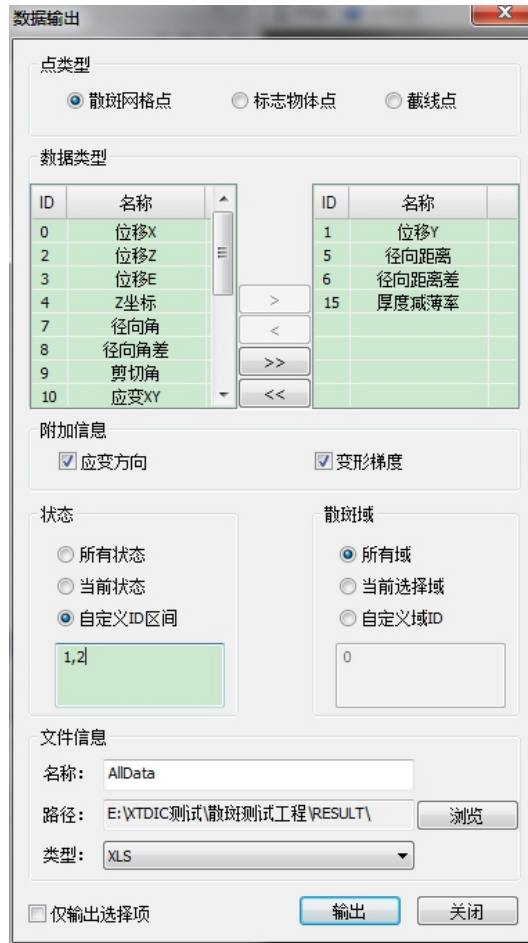 数据输出
点类型
散斑网格点 标志物体点 截线点
数据类型
ID 名称
0 位移X
2 位移Z
3 位移E
4 Z坐标
7 径向角
8 径向角差
9 剪切角
10 应变XY
>
<
>>
<<
ID 名称
1 位移Y
5 径向距离
6 径向距离差
15 厚度减薄率
附加信息
应变方向 变形梯度
状态
所有状态
当前状态
自定义ID区间
1,2
散斑域
所有域
当前选择域
自定义域ID
0
文件信息
名称: AllData
路径: E:\XTDIC测试\散斑测试工程\RESULT\ 浏览
类型: XLS
仅输出选择项 输出 关闭